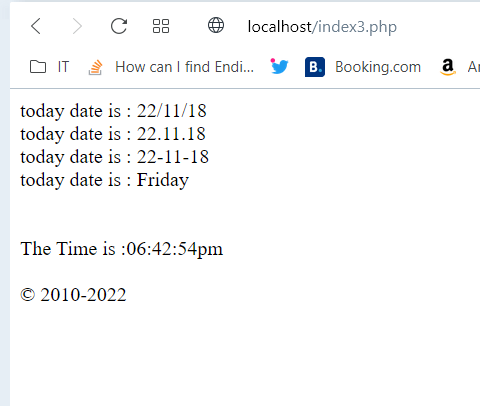 localhost/index3.php
IT How can I find Endi... Booking.com
today date is : 22/11/18
today date is : 22.11.18
today date is : 22-11-18
today date is : Friday
The Time is :06:42:54pm
© 2010-2022